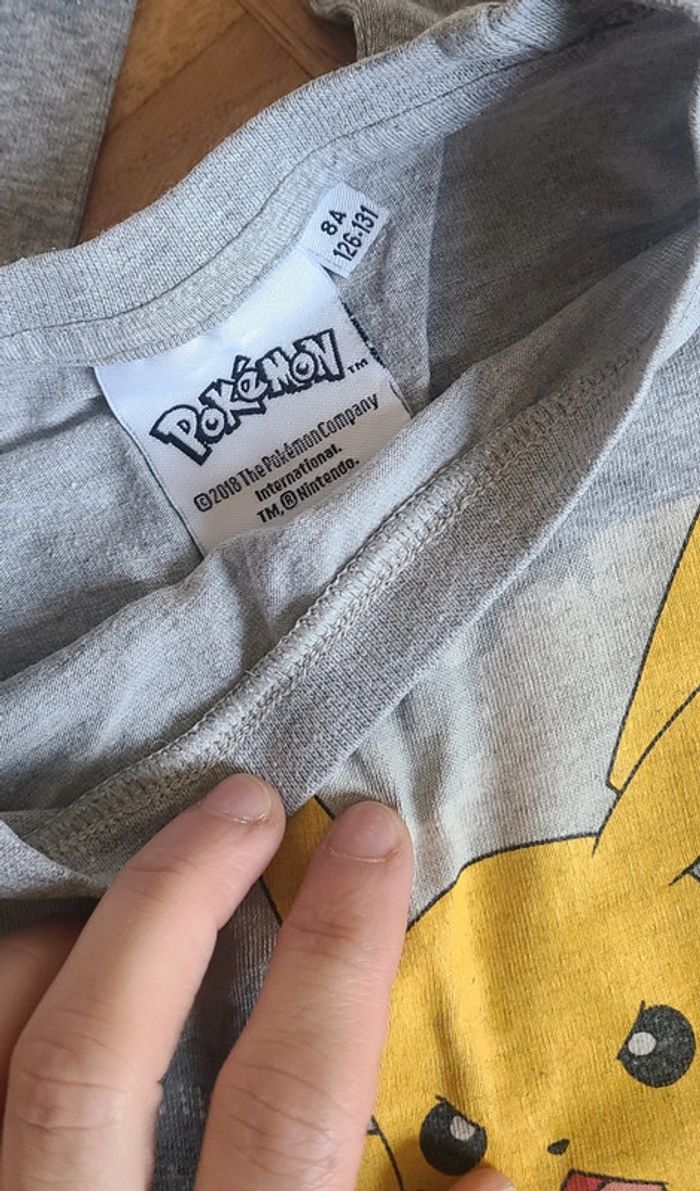 8A
126-131
POKéMON™
©2018 The Pokémon Company
International.
TM, ® Nintendo.